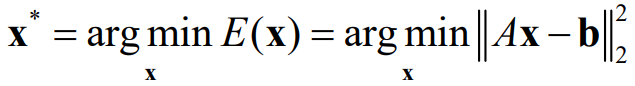 x* = arg min E(x) = arg min ‖Ax − b‖₂²
x x